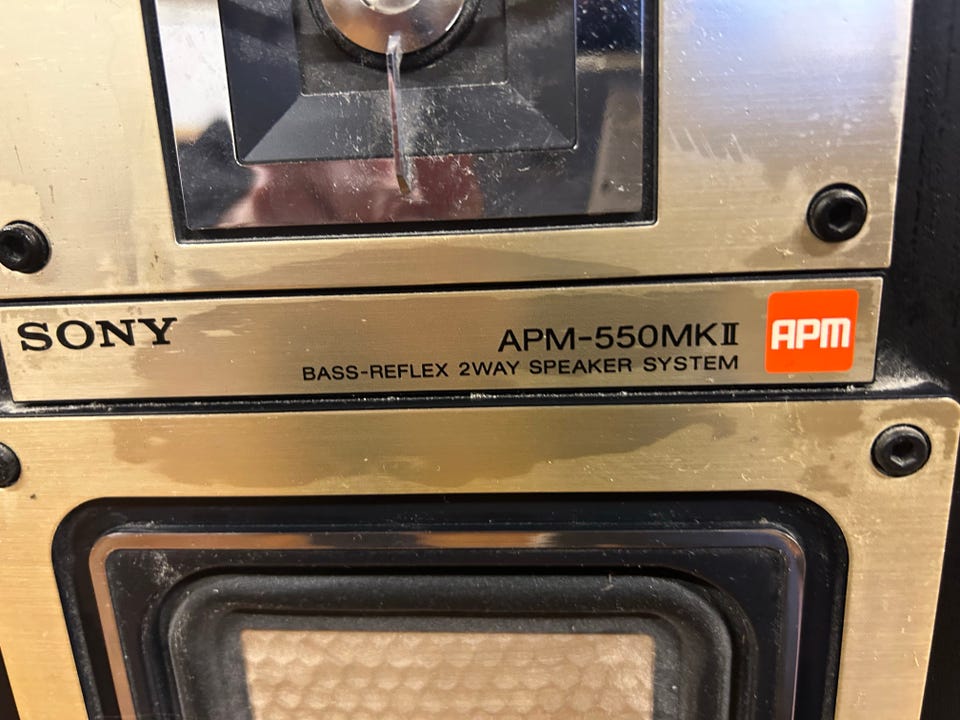 SONY
APM-550MKⅡ
BASS-REFLEX 2WAY SPEAKER SYSTEM
APM